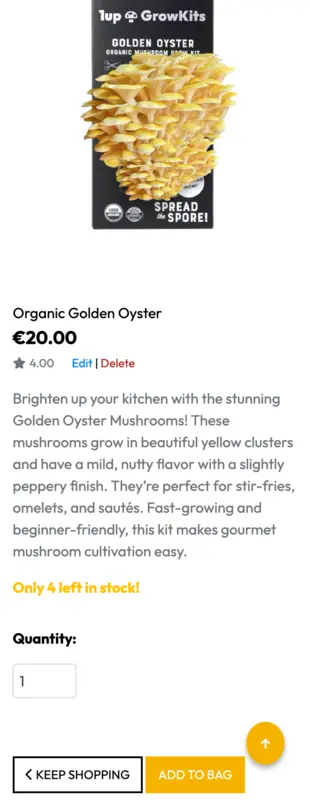 1up GrowKits
GOLDEN OYSTER
ORGANIC MUSHROOM GROW KIT
SPREAD
the SPORE!
Organic Golden Oyster
€20.00
4.00 Edit | Delete
Brighten up your kitchen with the stunning
Golden Oyster Mushrooms! These
mushrooms grow in beautiful yellow clusters
and have a mild, nutty flavor with a slightly
peppery finish. They’re perfect for stir-fries,
omelets, and sautés. Fast-growing and
beginner-friendly, this kit makes gourmet
mushroom cultivation easy.
Only 4 left in stock!
Quantity:
1
KEEP SHOPPING ADD TO BAG